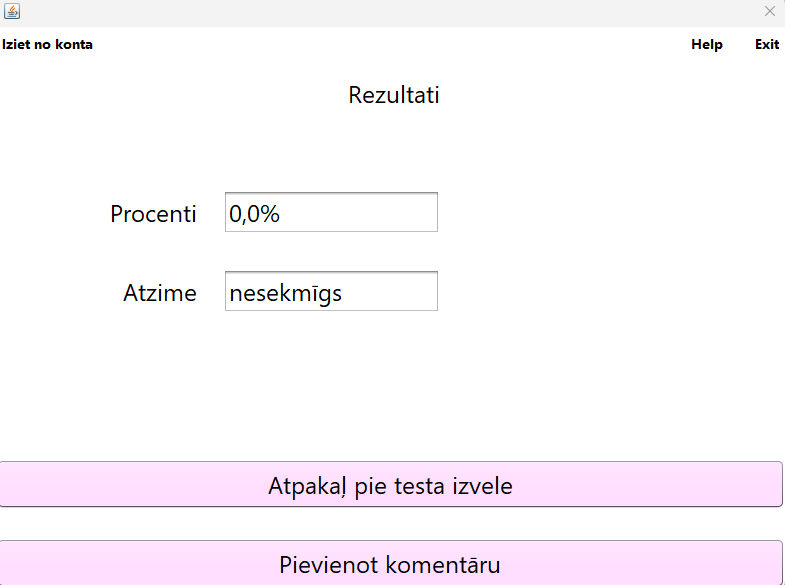 Iziet no konta Help Exit
Rezultati
Procenti 0,0%
Atzime nesekmīgs
Atpakaļ pie testa izvele
Pievienot komentāru